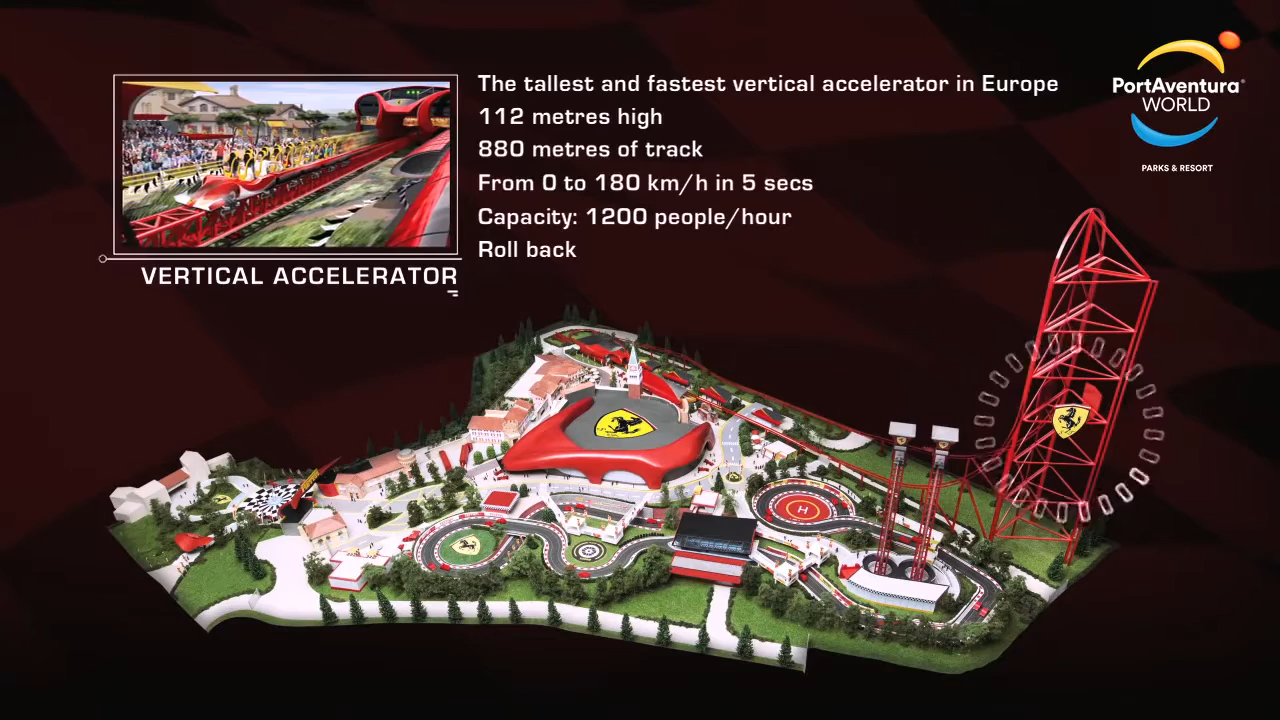 The tallest and fastest vertical accelerator in Europe
112 metres high
880 metres of track
From 0 to 180 km/h in 5 secs
Capacity: 1200 people/hour
Roll back
VERTICAL ACCELERATOR
PortAventura®
WORLD
PARKS & RESORT
H